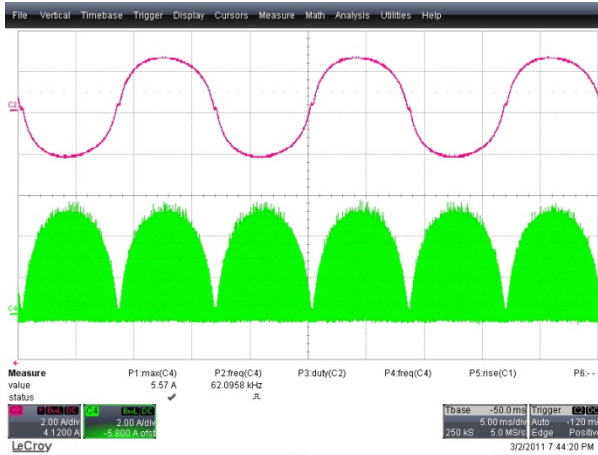 File Vertical Timebase Trigger Display Cursors Measure Math Analysis Utilities Help
C2
C4
Measure P1:max(C4) P2:freq(C4) P3:duty(C2) P4:freq(C4) P5:rise(C1) P6:- -
value 5.57 A 62.0958 kHz
status
C2 F BwL DC C4 BwL DC Tbase -50.0 ms Trigger C2 DC
2.00 A/div 2.00 A/div 5.00 ms/div Auto -120 m
4.1200 A -5.800 A ofst 250 kS 5.0 MS/s Edge Positive
LeCroy 3/2/2011 7:44:20 PM